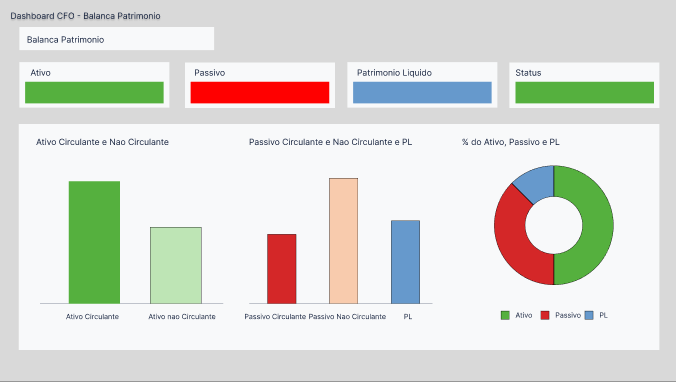 Dashboard CFO - Balanca Patrimonio
Balanca Patrimonio
Ativo
Passivo
Patrimonio Liquido
Status
Ativo Circulante e Nao Circulante
Passivo Circulante e Nao Circulante e PL
% do Ativo, Passivo e PL
Ativo Circulante
Ativo nao Circulante
Passivo Circulante
Passivo Nao Circulante
PL
Ativo
Passivo
PL